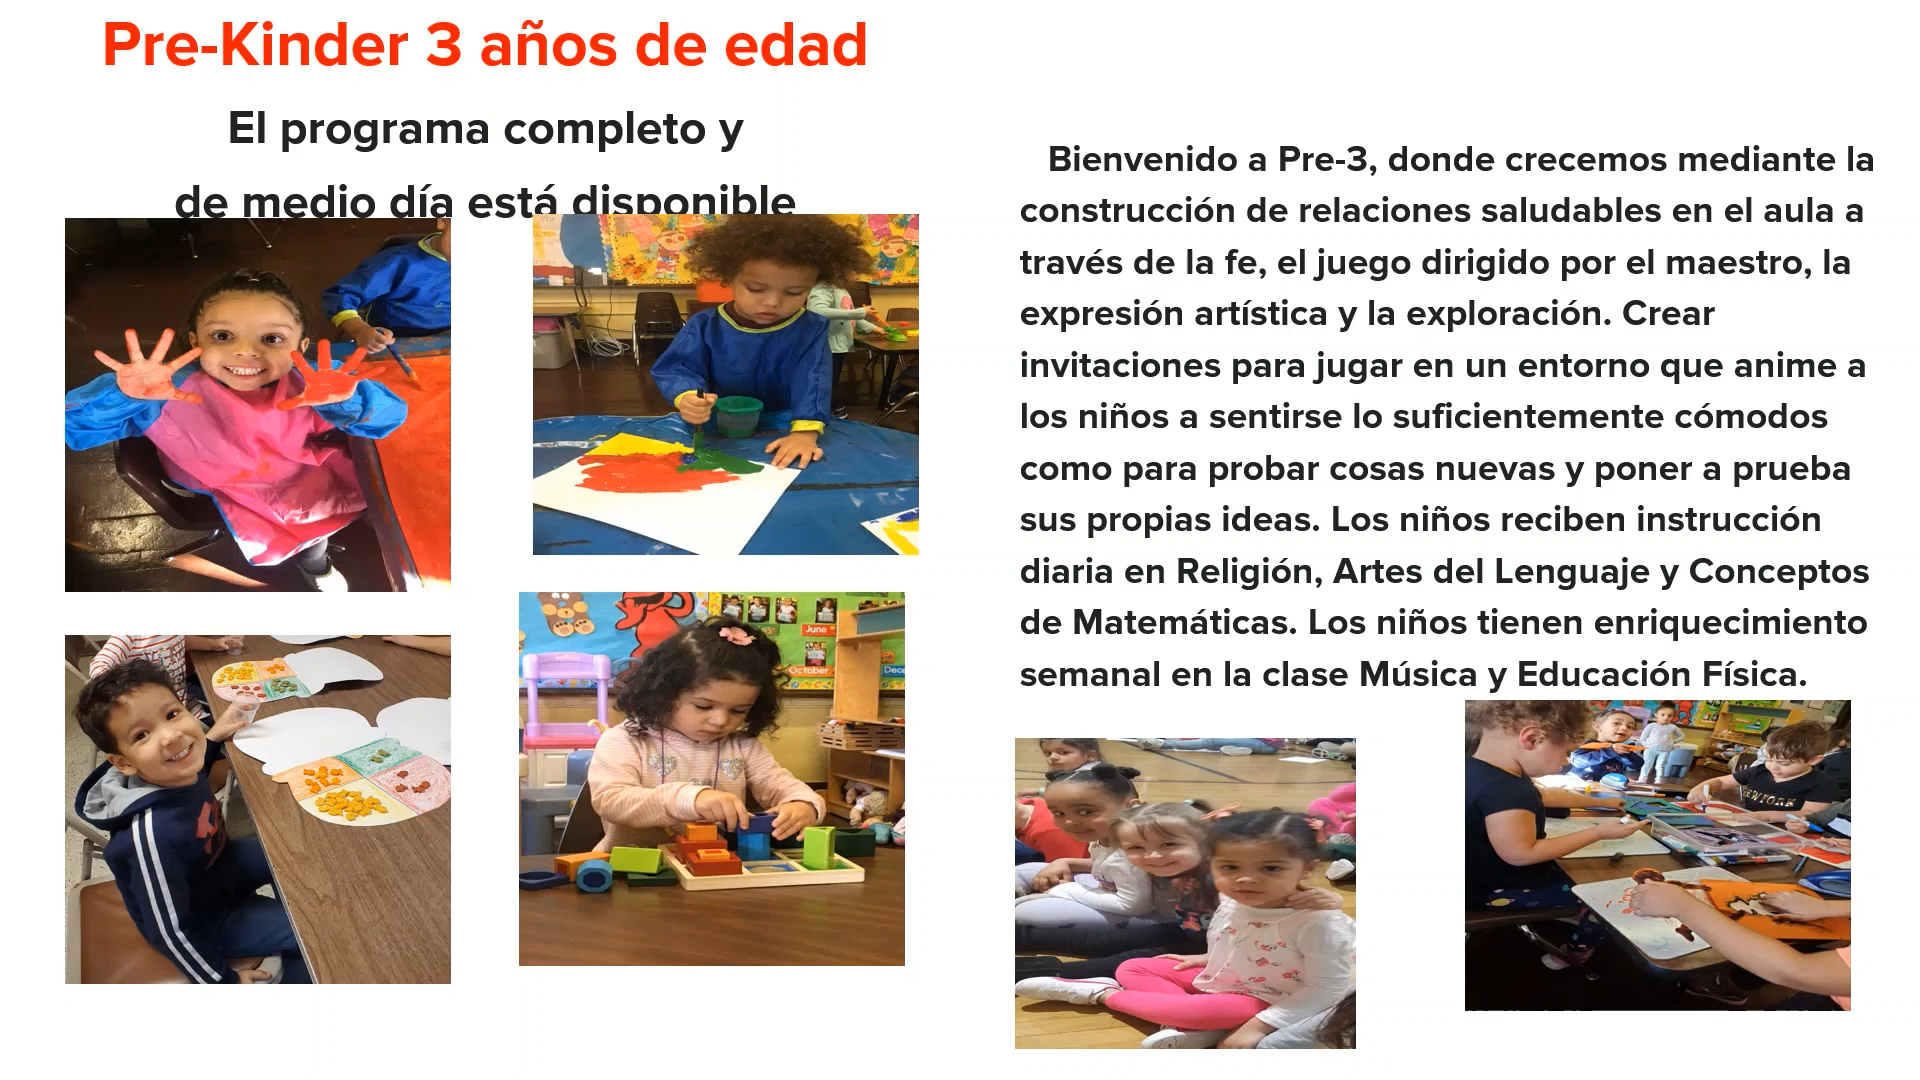 Pre-Kinder 3 años de edad
El programa completo y
de medio día está disponible
Bienvenido a Pre-3, donde crecemos mediante la
construcción de relaciones saludables en el aula a
través de la fe, el juego dirigido por el maestro, la
expresión artística y la exploración. Crear
invitaciones para jugar en un entorno que anime a
los niños a sentirse lo suficientemente cómodos
como para probar cosas nuevas y poner a prueba
sus propias ideas. Los niños reciben instrucción
diaria en Religión, Artes del Lenguaje y Conceptos
de Matemáticas. Los niños tienen enriquecimiento
semanal en la clase Música y Educación Física.
June
October
Dece
NEWYORK